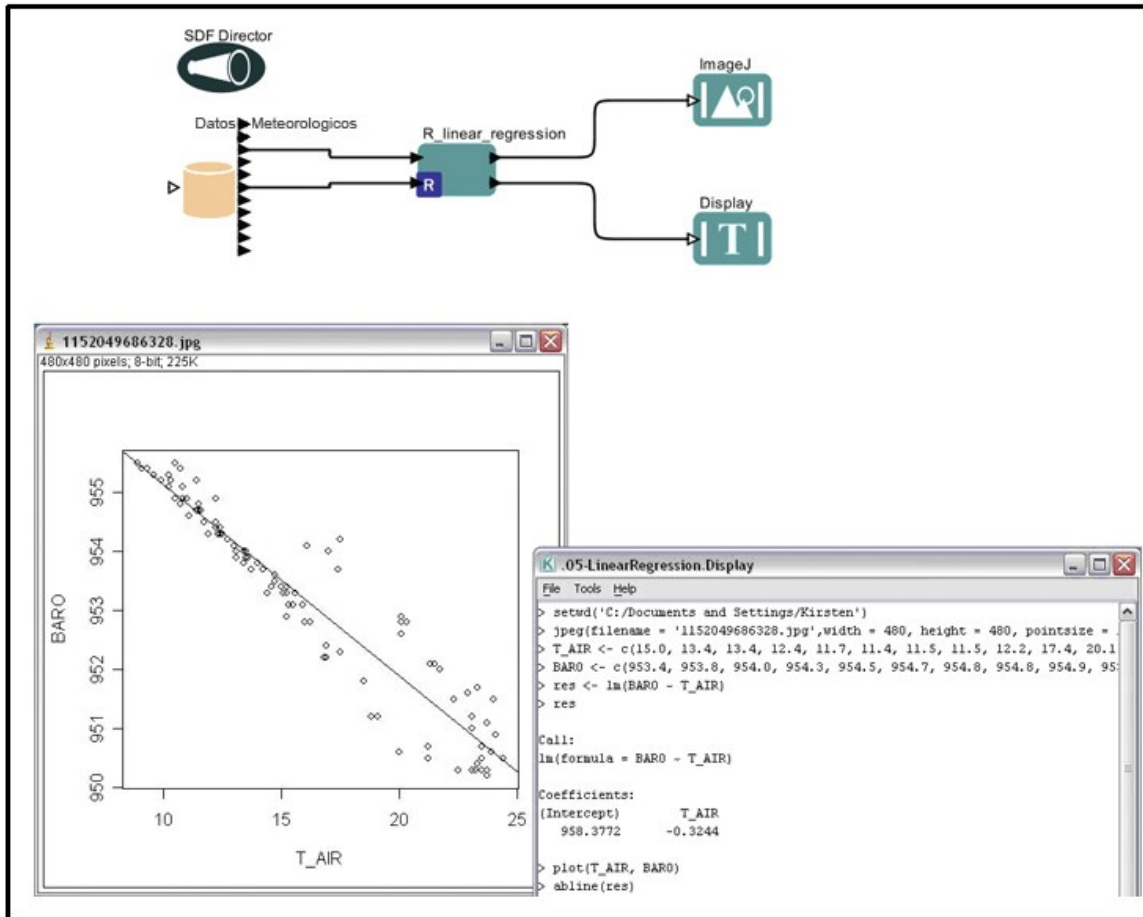 SDF Director
ImageJ
Datos Meteorologicos
R_linear_regression
R
Display
T
1152049686328.jpg
480x480 pixels; 8-bit; 225K
BARO
955
954
953
952
951
950
10 15 20 25
T_AIR
.05-LinearRegression.Display
File Tools Help
> setwd('C:/Documents and Settings/Kirsten')
> jpeg(filename = '1152049686328.jpg',width = 480, height = 480, pointsize =
> T_AIR <- c(15.0, 13.4, 13.4, 12.4, 11.7, 11.4, 11.5, 11.5, 12.2, 17.4, 20.1
> BARO <- c(953.4, 953.8, 954.0, 954.3, 954.5, 954.7, 954.8, 954.8, 954.9,
> res <- lm(BARO ~ T_AIR)
> res
Call:
lm(formula = BARO ~ T_AIR)
Coefficients:
(Intercept) T_AIR
958.3772 -0.3244
> plot(T_AIR, BARO)
> abline(res)